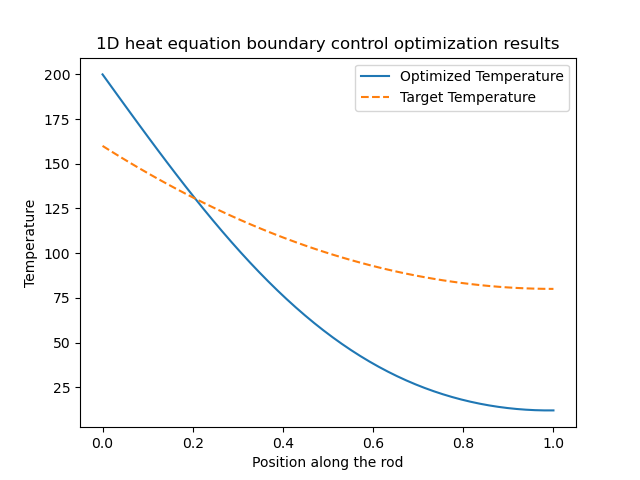 1D heat equation boundary control optimization results
Optimized Temperature
Target Temperature
200
175
150
125
100
75
50
25
Temperature
0.0 0.2 0.4 0.6 0.8 1.0
Position along the rod